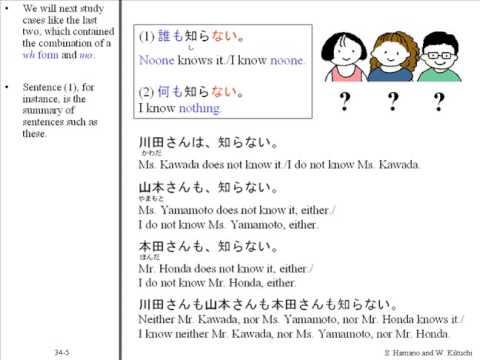 • We will next study
cases like the last
two, which contained
the combination of a
wh form and mo.
• Sentence (1), for
instance, is the
summary of
sentences such as
these.
(1) 誰も知らない。
し
Noone knows it./I know noone.
(2) 何も知らない。
I know nothing.
? ? ?
川田さんは、知らない。
かわだ
Ms. Kawada does not know it./I do not know Ms. Kawada.
山本さんも、知らない。
やまもと
Ms. Yamamoto does not know it, either./
I do not know Ms. Yamamoto, either.
本田さんも、知らない。
ほんだ
Mr. Honda does not know it, either./
I do not know Mr. Honda, either.
川田さんも山本さんも本田さんも知らない。
Neither Mr. Kawada, nor Ms. Yamamoto, nor Mr. Honda knows it./
I know neither Mr. Kawada, nor Ms. Yamamoto, nor Mr. Honda.
34-5
S. Hamano and W. Kikuchi